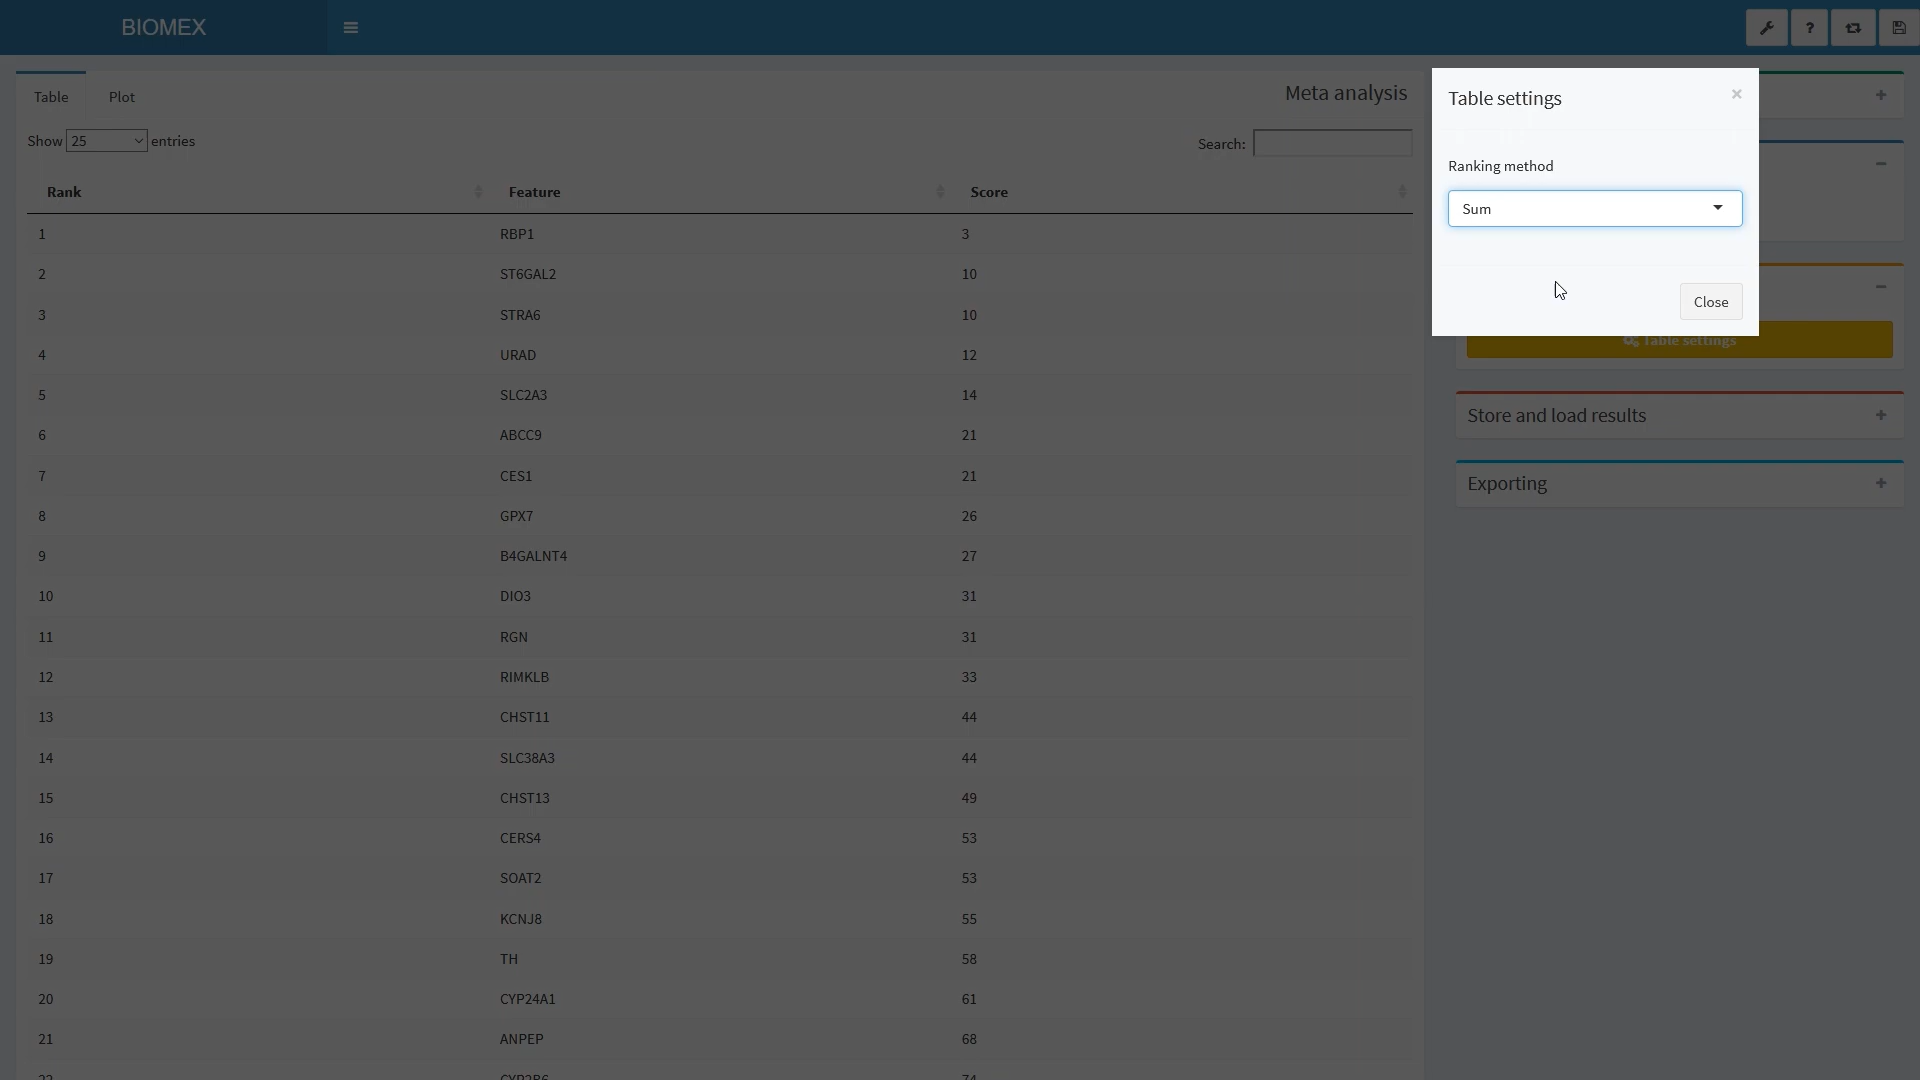 BIOMEX
?
Table Plot Meta analysis
Show 25 entries Search:
Rank Feature Score
1 RBP1 3
2 ST6GAL2 10
3 STRA6 10
4 URAD 12
5 SLC2A3 14
6 ABCC9 21
7 CES1 21
8 GPX7 26
9 B4GALNT4 27
10 DIO3 31
11 RGN 31
12 RIMKLB 33
13 CHST11 44
14 SLC38A3 44
15 CHST13 49
16 CERS4 53
17 SOAT2 53
18 KCNJ8 55
19 TH 58
20 CYP24A1 61
21 ANPEP 68
22 CYP2B6 74
Table settings ×
Ranking method
Sum
Close
Table settings
Store and load results
Exporting